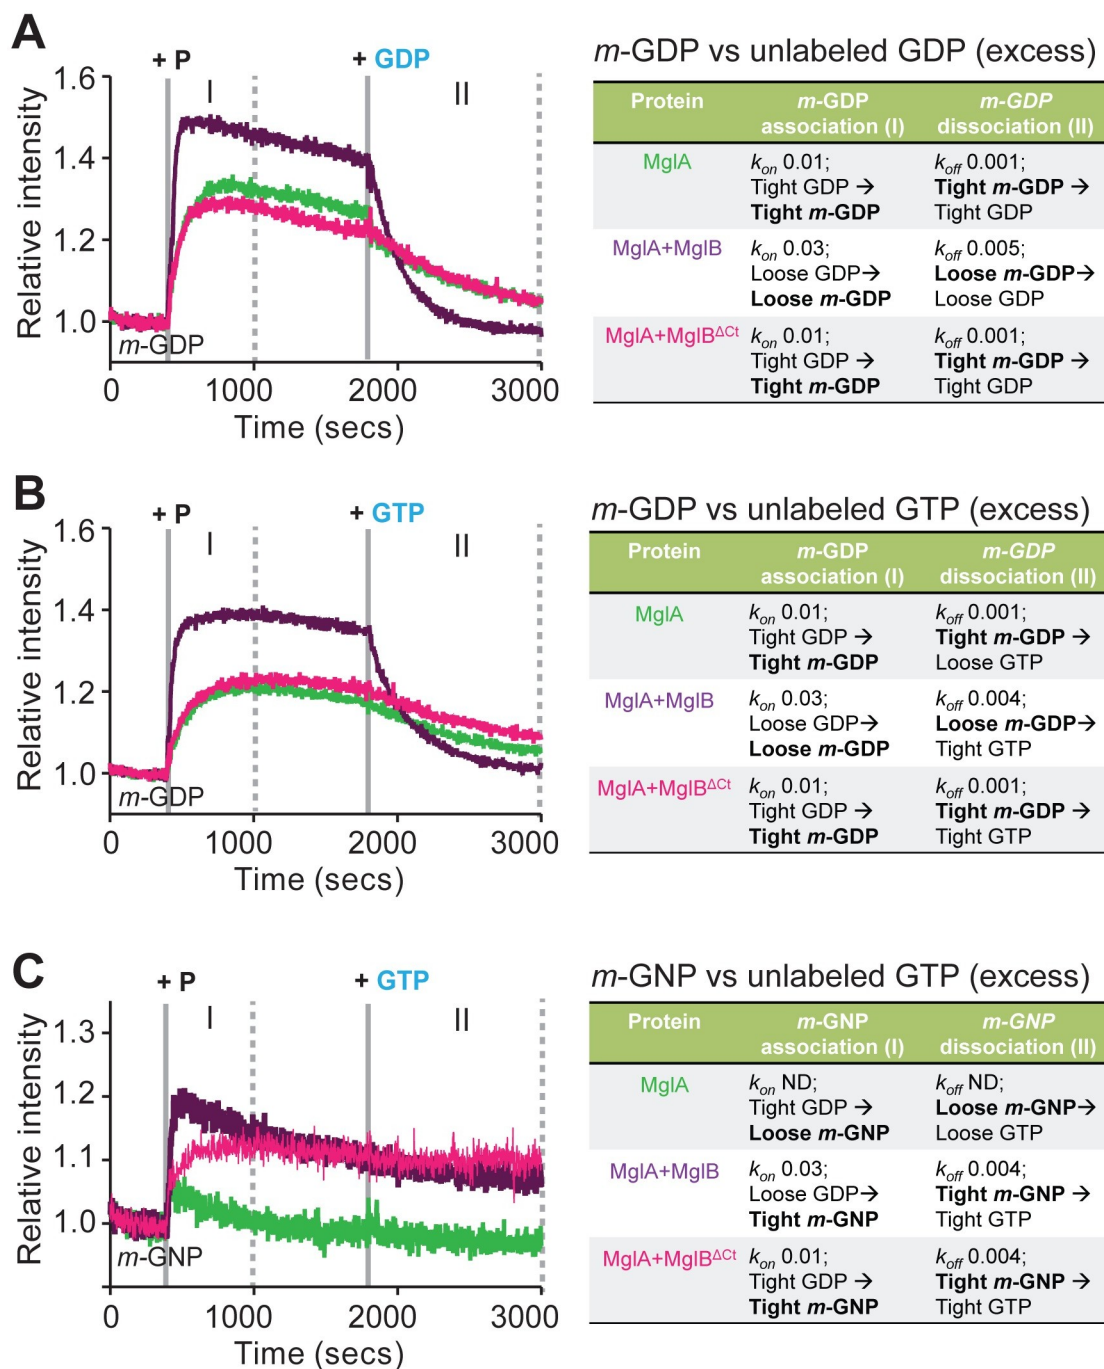 A
+ P
+ GDP
I
II
Relative intensity
1.6
1.4
1.2
1.0
m-GDP
0
1000
2000
3000
Time (secs)
m-GDP vs unlabeled GDP (excess)
Protein
m-GDP
association (I)
m-GDP
dissociation (II)
MglA
kon 0.01;
Tight GDP →
Tight m-GDP
koff 0.001;
Tight m-GDP →
Tight GDP
MglA+MglB
kon 0.03;
Loose GDP→
Loose m-GDP
koff 0.005;
Loose m-GDP→
Loose GDP
MglA+MglBΔCt
kon 0.01;
Tight GDP →
Tight m-GDP
koff 0.001;
Tight m-GDP →
Tight GDP
B
+ P
+ GTP
I
II
Relative intensity
1.6
1.4
1.2
1.0
m-GDP
0
1000
2000
3000
Time (secs)
m-GDP vs unlabeled GTP (excess)
Protein
m-GDP
association (I)
m-GDP
dissociation (II)
MglA
kon 0.01;
Tight GDP →
Tight m-GDP
koff 0.001;
Tight m-GDP →
Loose GTP
MglA+MglB
kon 0.03;
Loose GDP→
Loose m-GDP
koff 0.004;
Loose m-GDP→
Tight GTP
MglA+MglBΔCt
kon 0.01;
Tight GDP →
Tight m-GDP
koff 0.001;
Tight m-GDP →
Tight GTP
C
+ P
+ GTP
I
II
Relative intensity
1.3
1.2
1.1
1.0
m-GNP
0
1000
2000
3000
Time (secs)
m-GNP vs unlabeled GTP (excess)
Protein
m-GNP
association (I)
m-GNP
dissociation (II)
MglA
kon ND;
Tight GDP →
Loose m-GNP
koff ND;
Loose m-GNP→
Loose GTP
MglA+MglB
kon 0.03;
Loose GDP→
Tight m-GNP
koff 0.004;
Tight m-GNP →
Tight GTP
MglA+MglBΔCt
kon 0.01;
Tight GDP →
Tight m-GNP
koff 0.004;
Tight m-GNP →
Tight GTP